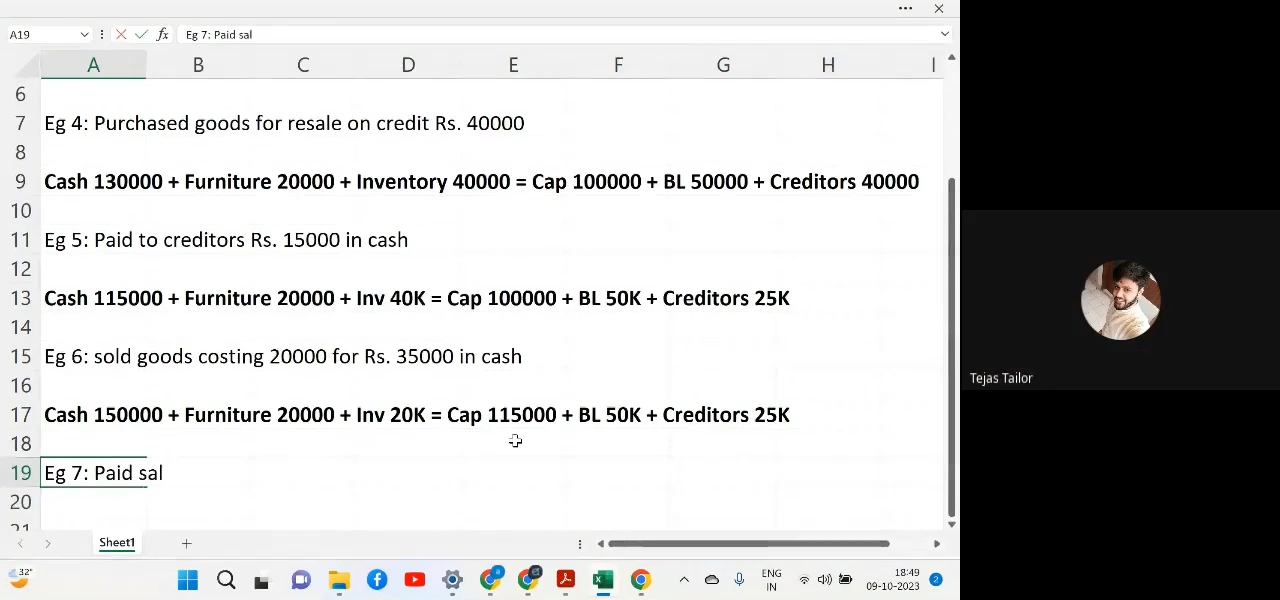 A19
fx
Eg 7: Paid sal
A B C D E F G H I
6
7 Eg 4: Purchased goods for resale on credit Rs. 40000
8
9 Cash 130000 + Furniture 20000 + Inventory 40000 = Cap 100000 + BL 50000 + Creditors 40000
10
11 Eg 5: Paid to creditors Rs. 15000 in cash
12
13 Cash 115000 + Furniture 20000 + Inv 40K = Cap 100000 + BL 50K + Creditors 25K
14
15 Eg 6: sold goods costing 20000 for Rs. 35000 in cash
16
17 Cash 150000 + Furniture 20000 + Inv 20K = Cap 115000 + BL 50K + Creditors 25K
18
19 Eg 7: Paid sal
20
21
Sheet1
Tejas Tailor
32°
ENG
IN
18:49
09-10-2023
2